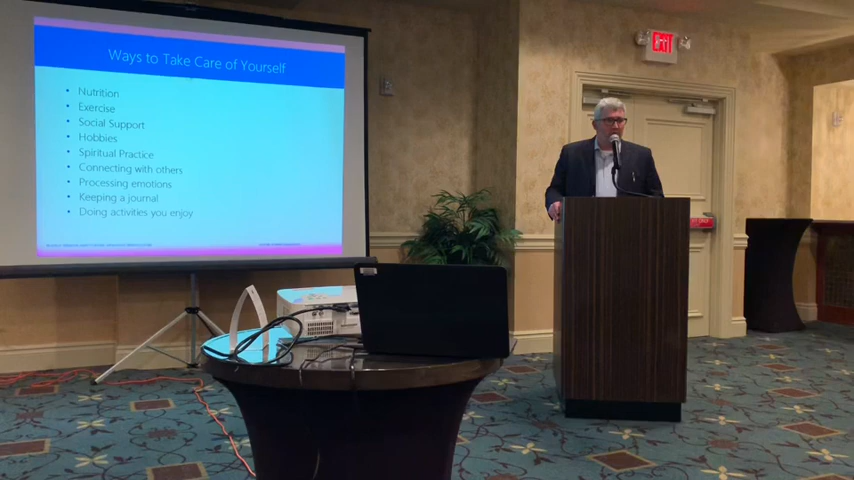 Ways to Take Care of Yourself
• Nutrition
• Exercise
• Social Support
• Hobbies
• Spiritual Practice
• Connecting with others
• Processing emotions
• Keeping a journal
• Doing activities you enjoy
EXIT